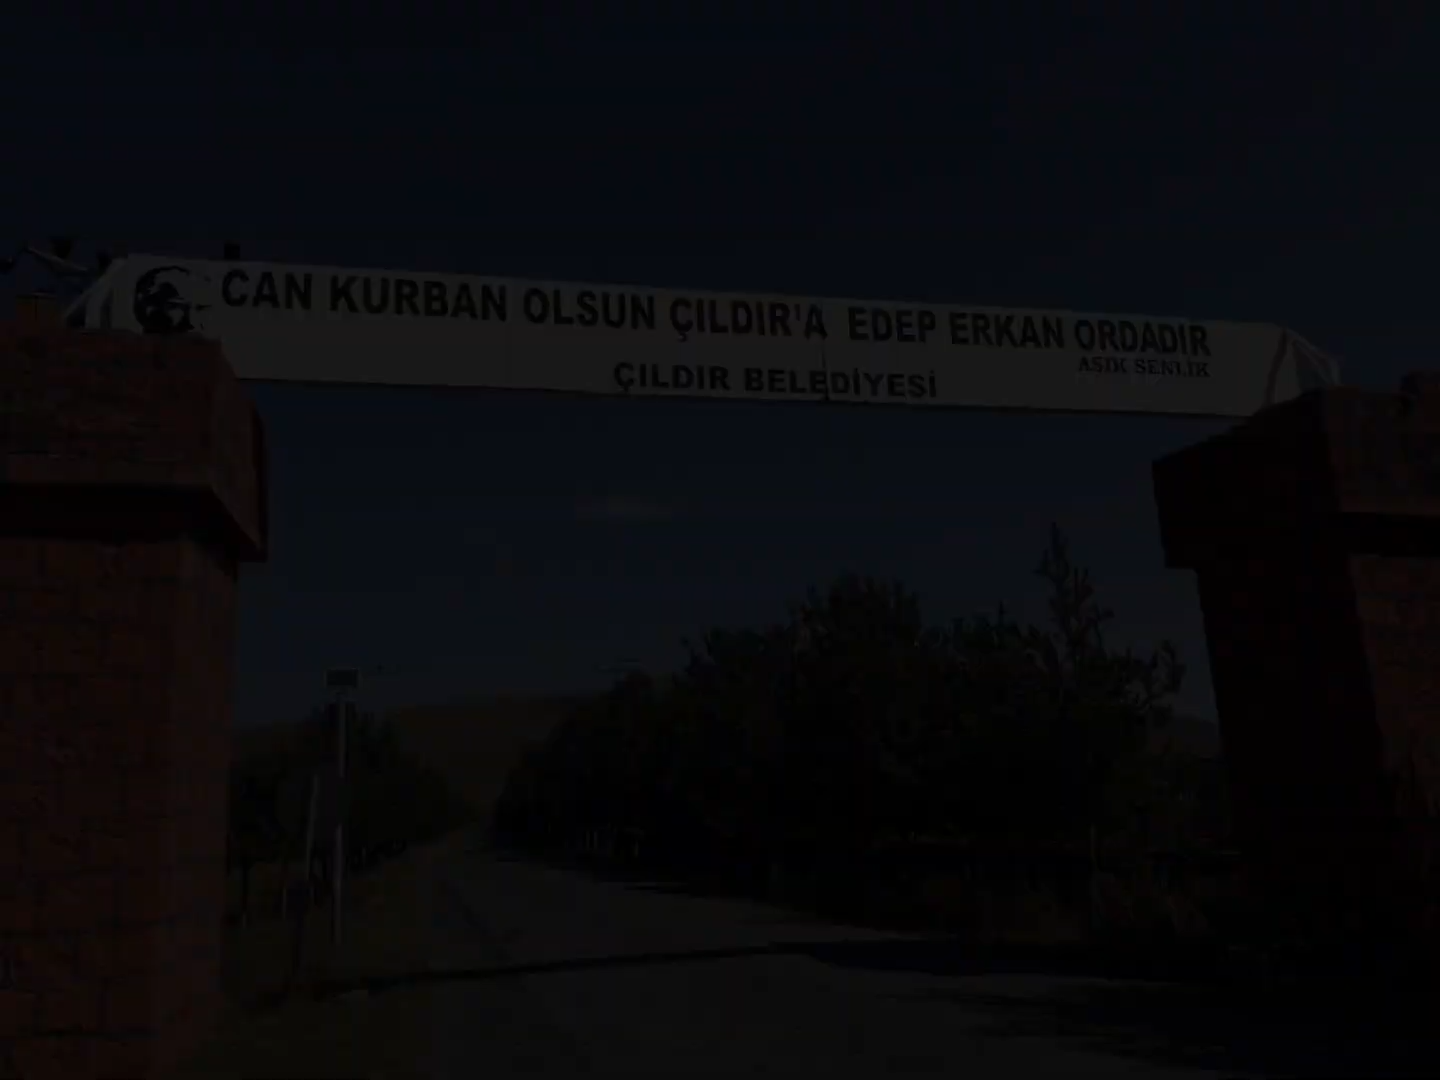 CAN KURBAN OLSUN ÇILDIR'A EDEP ERKAN ORDADIR
AŞIK ŞENLİK
ÇILDIR BELEDİYESİ